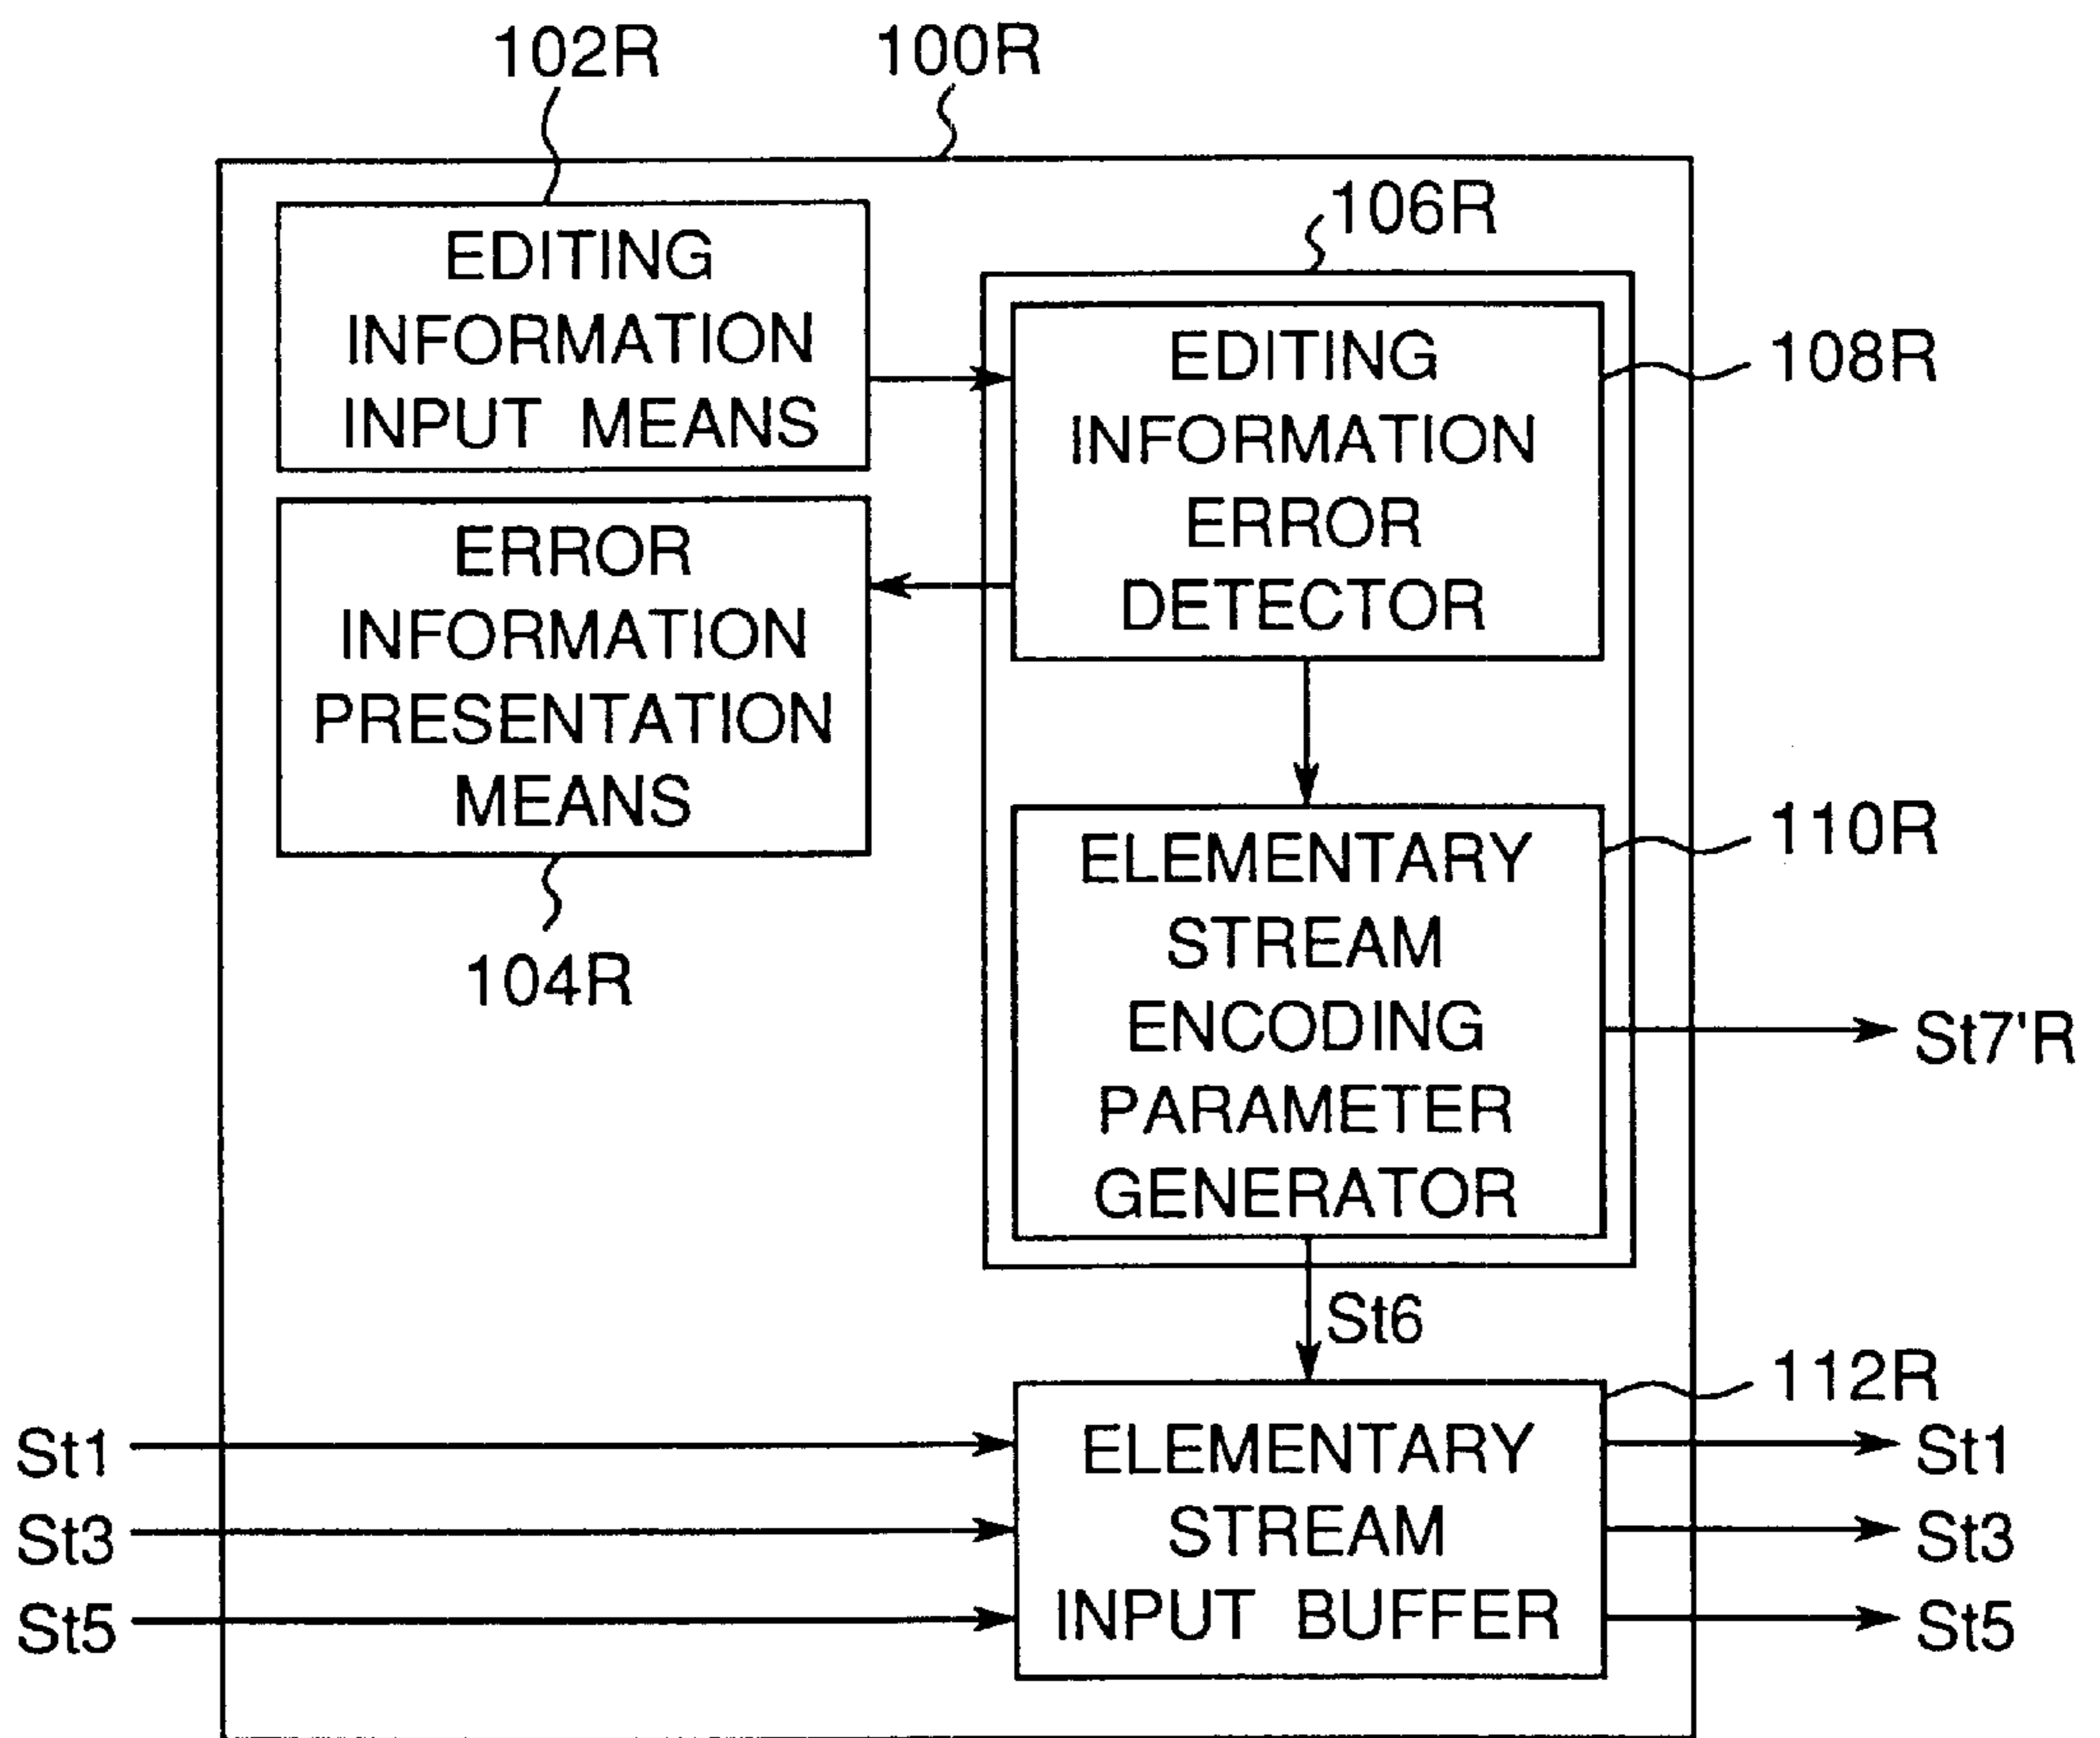 102R
100R
106R
EDITING
INFORMATION
INPUT MEANS
EDITING
INFORMATION
ERROR
DETECTOR
108R
ERROR
INFORMATION
PRESENTATION
MEANS
104R
ELEMENTARY
STREAM
ENCODING
PARAMETER
GENERATOR
110R
St7'R
St6
112R
St1
St3
St5
ELEMENTARY
STREAM
INPUT BUFFER
St1
St3
St5